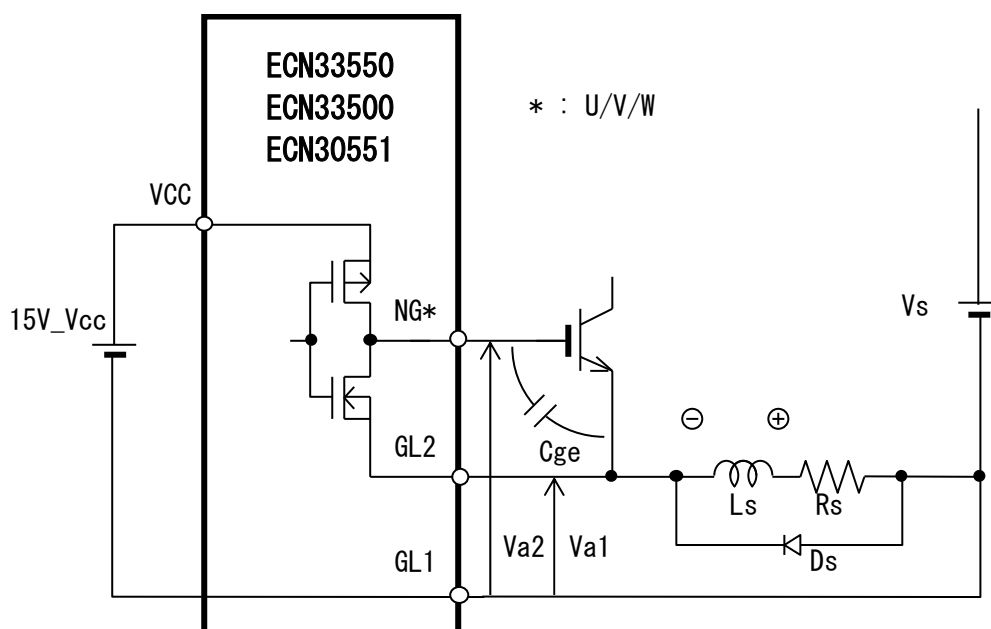 ECN33550
ECN33500
ECN30551
* : U/V/W
VCC
15V_Vcc
NG*
Vs
Cge
GL2
⊖ ⊕
Ls Rs
Va2 Va1
Ds
GL1